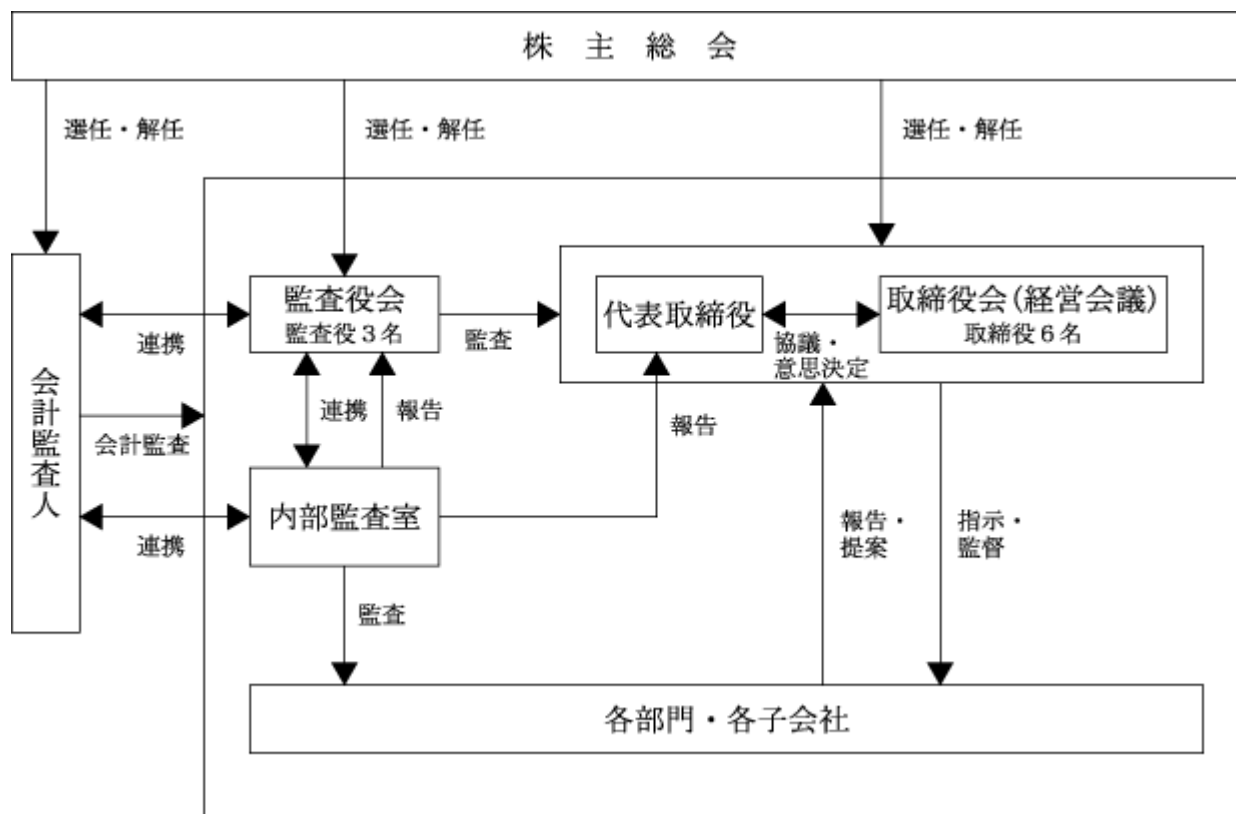 株主総会
選任・解任
選任・解任
選任・解任
監査役会
監査役3名
代表取締役
取締役会(経営会議)
取締役6名
連携
監査
協議・
意思決定
会計監査人
連携
報告
報告
会計監査
内部監査室
連携
報告・
提案
指示・
監督
監査
各部門・各子会社